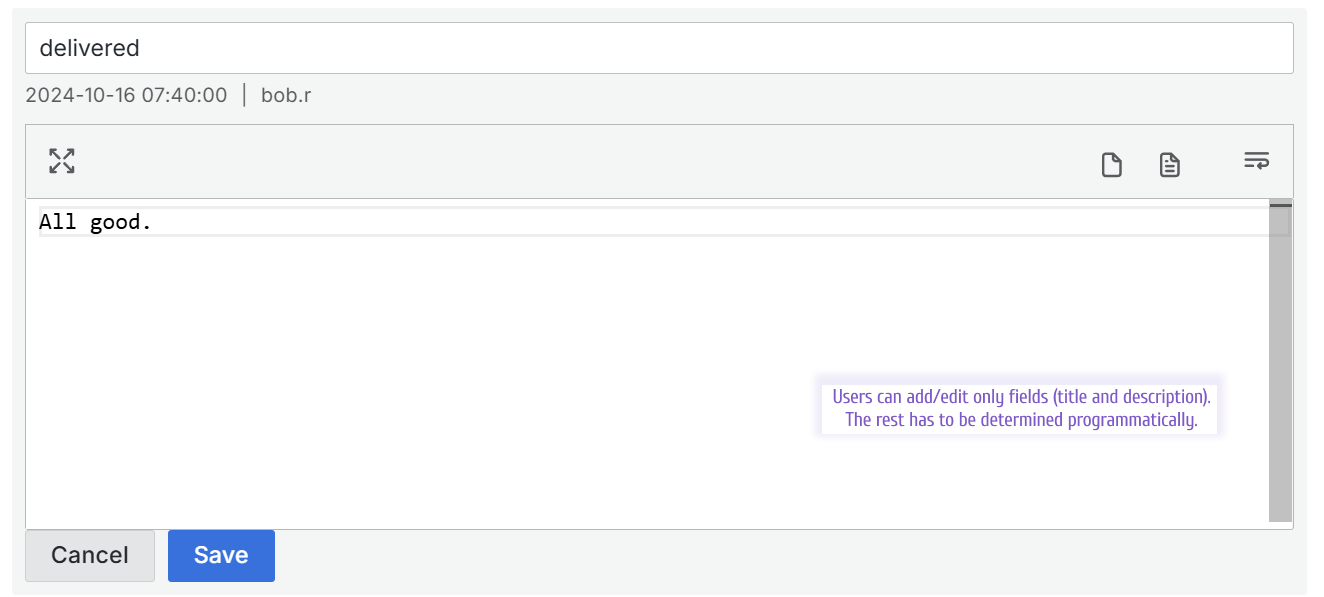 delivered
2024-10-16 07:40:00 | bob.r
All good.
Users can add/edit only fields (title and description).
The rest has to be determined programmatically.
Cancel Save